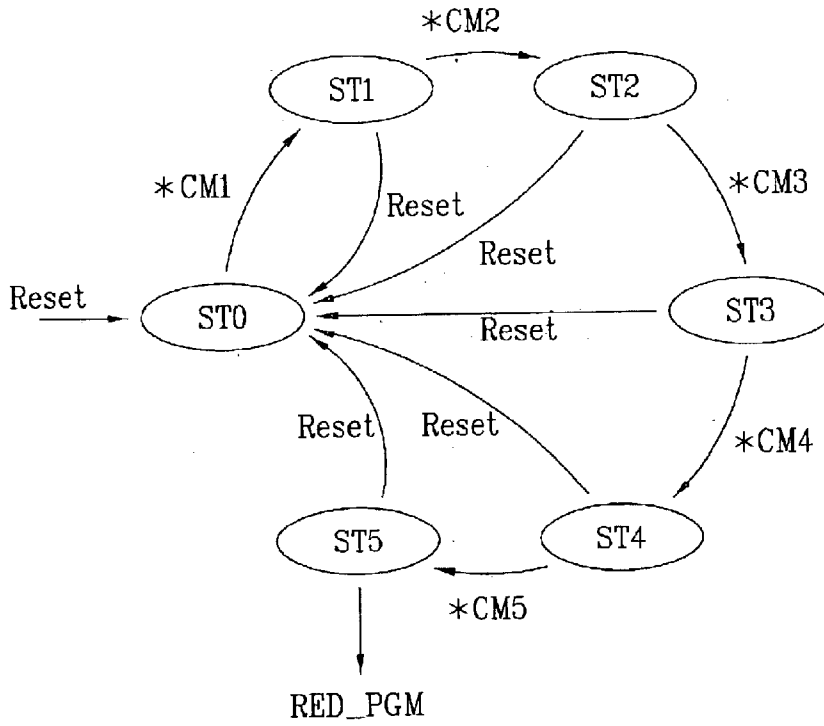 *CM2
ST1
ST2
*CM1
*CM3
Reset
Reset
Reset
ST0
ST3
Reset
Reset
Reset
*CM4
ST5
ST4
*CM5
RED_PGM